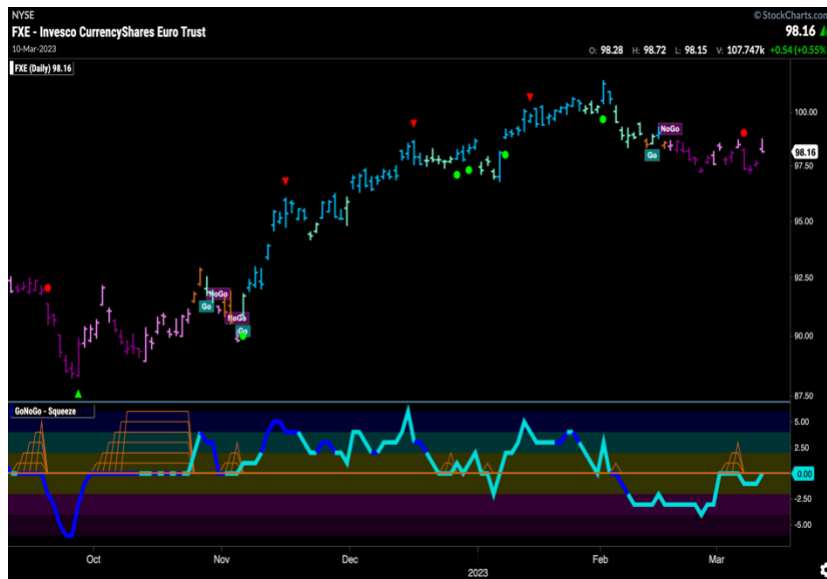 NYSE
© StockCharts.com
FXE - Invesco CurrencyShares Euro Trust
98.16
10-Mar-2023
O: 98.28 H: 98.72 L: 98.15 V: 107.747k +0.54 (+0.55%
FXE (Daily) 98.16
100.00
98.16
97.50
95.00
92.50
90.00
87.50
NoGo
Go
NoGo
Go
NoGo
Go
GoNoGo - Squeeze
5.00
2.50
0.00
-2.50
-5.00
Oct
Nov
Dec
2023
Feb
Mar